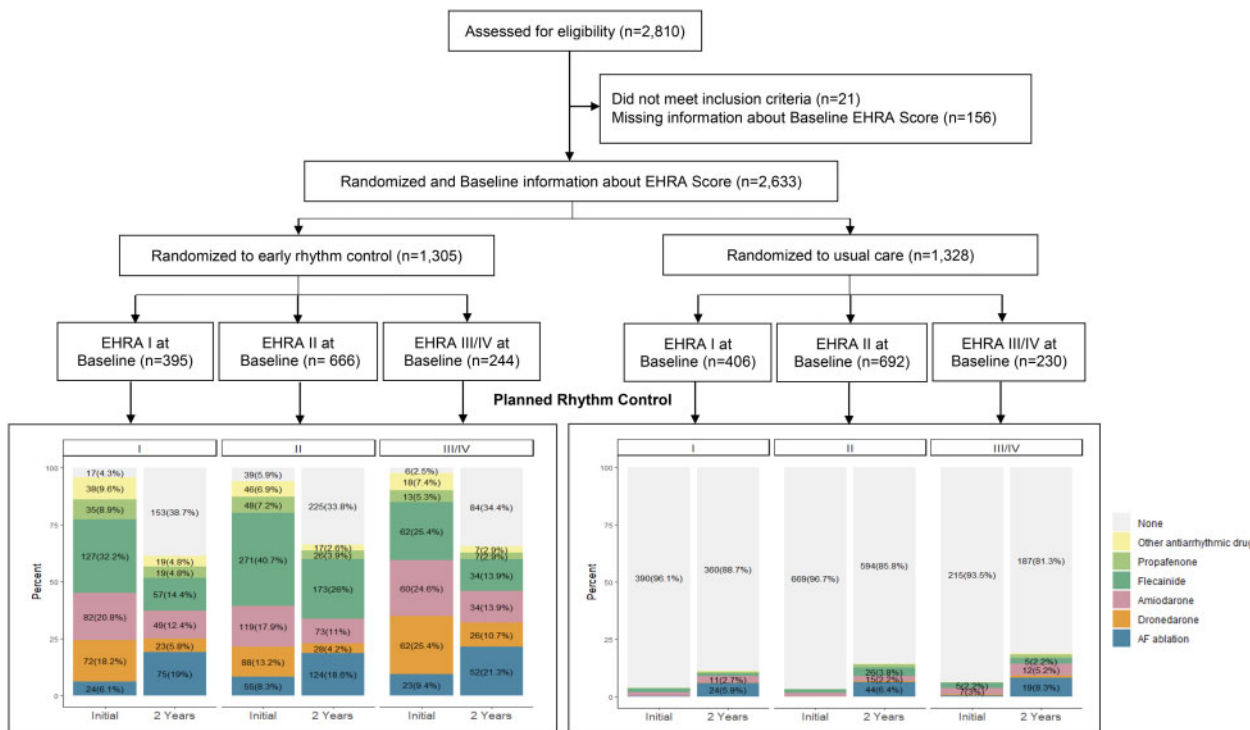 Assessed for eligibility (n=2,810)
Did not meet inclusion criteria (n=21)
Missing information about Baseline EHRA Score (n=156)
Randomized and Baseline information about EHRA Score (n=2,633)
Randomized to early rhythm control (n=1,305)
Randomized to usual care (n=1,328)
EHRA I at
Baseline (n=395)
EHRA II at
Baseline (n= 666)
EHRA III/IV at
Baseline (n=244)
EHRA I at
Baseline (n=406)
EHRA II at
Baseline (n=692)
EHRA III/IV at
Baseline (n=230)
Planned Rhythm Control
Percent
100
75
50
25
0
I
17(4.3%)
38(9.6%)
35(8.9%)
127(32.2%)
82(20.8%)
72(18.2%)
24(6.1%)
153(38.7%)
19(4.8%)
19(4.8%)
57(14.4%)
49(12.4%)
23(5.8%)
75(19%)
Initial
2 Years
II
39(5.9%)
46(6.9%)
48(7.2%)
271(40.7%)
119(17.9%)
88(13.2%)
55(8.3%)
225(33.8%)
17(2.6%)
26(3.9%)
173(26%)
73(11%)
28(4.2%)
124(18.6%)
Initial
2 Years
III/IV
6(2.5%)
18(7.4%)
13(5.3%)
62(25.4%)
60(24.6%)
62(25.4%)
23(9.4%)
84(34.4%)
7(2.9%)
7(2.9%)
34(13.9%)
34(13.9%)
26(10.7%)
52(21.3%)
Initial
2 Years
Percent
100
75
50
25
0
I
390(96.1%)
360(88.7%)
11(2.7%)
24(5.9%)
Initial
2 Years
II
669(96.7%)
594(85.8%)
26(3.8%)
15(2.2%)
44(6.4%)
Initial
2 Years
III/IV
215(93.5%)
5(2.2%)
7(3%)
187(81.3%)
5(2.2%)
12(5.2%)
19(8.3%)
Initial
2 Years
None
Other antiarrhythmic drug
Propafenone
Flecainide
Amiodarone
Dronedarone
AF ablation